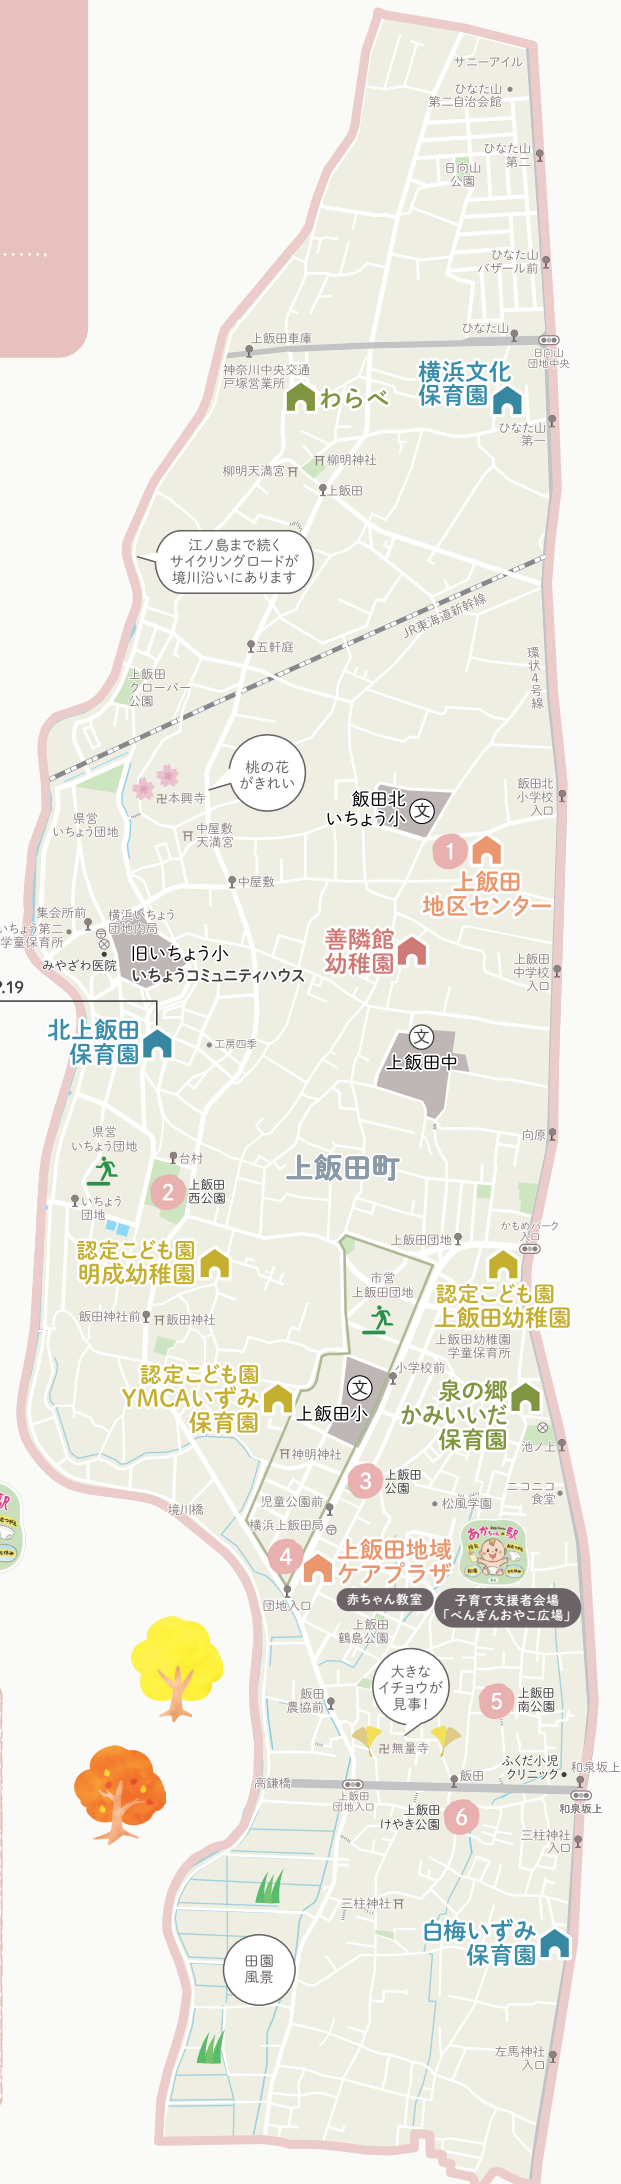 サニーアイル
ひなた山
第二自治会館
ひなた山
第二
日向山
公園
ひなた山
バザール前
ひなた山
日向山
団地中央
上飯田車庫
神奈川中央交通
戸塚営業所
わらべ
横浜文化
保育園
ひなた山
第一
柳明神社
柳明天満宮
上飯田
江ノ島まで続く
サイクリングロードが
境川沿いにあります
JR東海道新幹線
五軒庭
環状4号線
上飯田
クローバー
公園
桃の花
がきれい
卍本興寺
飯田北
いちょう小
文
飯田北
小学校
入口
県営
いちょう団地
中屋敷
天満宮
1
上飯田
地区センター
中屋敷
集会所前
横浜いちょう
団地内局
いちょう第二
学童保育所
みやざわ医院
旧いちょう小
いちょうコミュニティハウス
善隣館
幼稚園
上飯田
中学校
入口
P.19
北上飯田
保育園
工房四季
文
上飯田中
向原
県営
いちょう団地
台村
上飯田町
2
上飯田
西公園
いちょう
団地
かもめパーク
入口
上飯田団地
認定こども園
明成幼稚園
市営
上飯田団地
認定こども園
上飯田幼稚園
上飯田幼稚園
学童保育所
飯田神社前
飯田神社
小学校前
認定こども園
YMCAいずみ
保育園
文
上飯田小
泉の郷
かみいいだ
保育園
池ノ上
神明神社
3
上飯田
公園
ニコニコ
食堂
児童公園前
松風学園
境川橋
横浜上飯田局
4
上飯田地域
ケアプラザ
あかちゃんの駅
赤ちゃん教室
子育て支援者会場
「ぺんぎんおやこ広場」
団地入口
上飯田
鶴島公園
大きな
イチョウが
見事!
飯田
農協前
5
上飯田
南公園
卍無量寺
ふくだ小児
クリニック
和泉坂上
高鎌橋
上飯田
団地入口
飯田
和泉坂上
上飯田
けやき公園
6
三柱神社
入口
三柱神社
白梅いずみ
保育園
田園
風景
左馬神社
入口